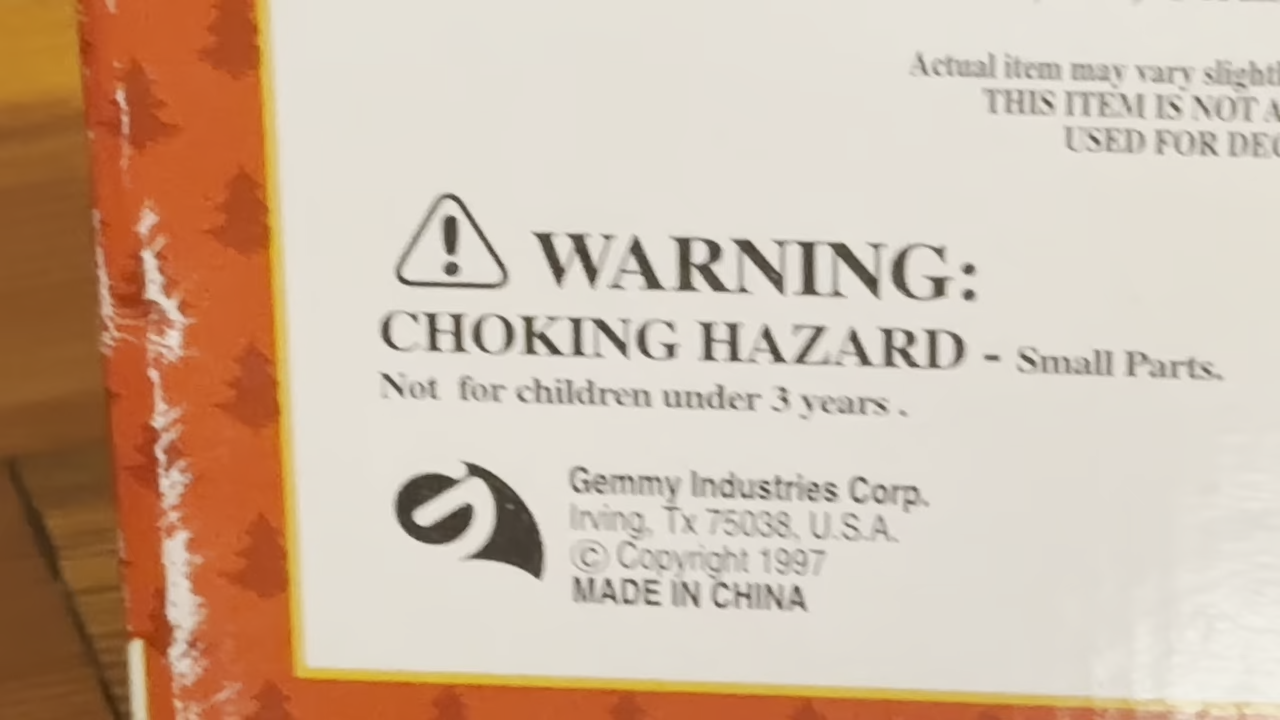 Actual item may vary slightl
THIS ITEM IS NOT A
USED FOR DEC
WARNING:
CHOKING HAZARD - Small Parts.
Not for children under 3 years .
Gemmy Industries Corp.
Irving, Tx 75038, U.S.A.
© Copyright 1997
MADE IN CHINA